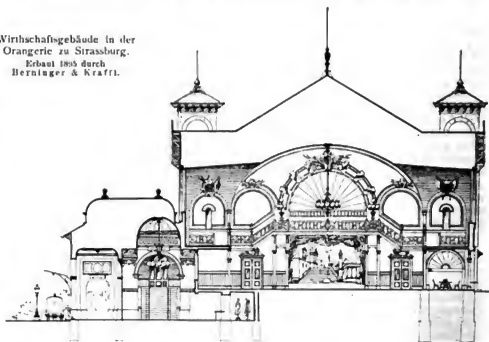 Wirthschaftsgebäude in der
Orangerie zu Strassburg.
Erbaut 1895 durch
Berninger & Krafft.